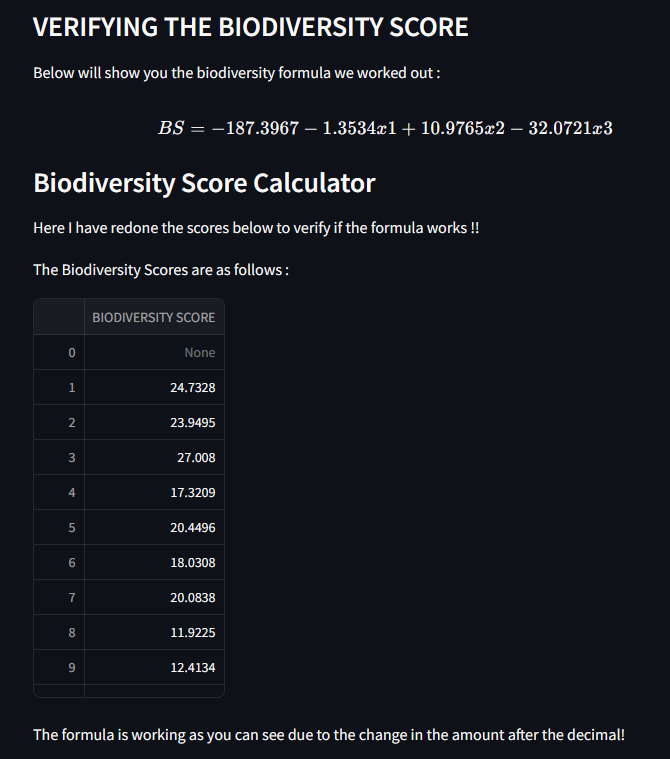 VERIFYING THE BIODIVERSITY SCORE
Below will show you the biodiversity formula we worked out :
BS = −187.3967 − 1.3534x1 + 10.9765x2 − 32.0721x3
Biodiversity Score Calculator
Here I have redone the scores below to verify if the formula works !!
The Biodiversity Scores are as follows :
BIODIVERSITY SCORE
0 None
1 24.7328
2 23.9495
3 27.008
4 17.3209
5 20.4496
6 18.0308
7 20.0838
8 11.9225
9 12.4134
The formula is working as you can see due to the change in the amount after the decimal!